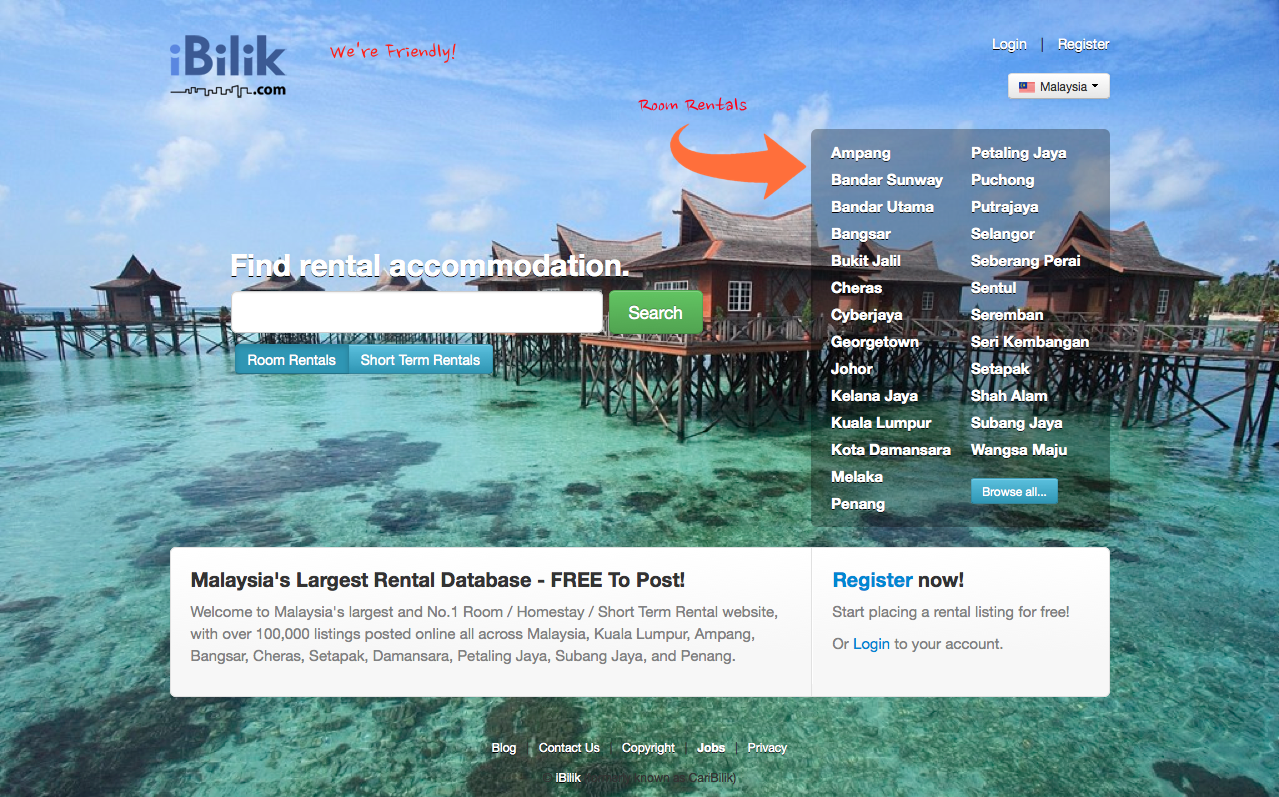 iBilik
.com
We're Friendly!
Login | Register
Malaysia
Room Rentals
Ampang
Bandar Sunway
Bandar Utama
Bangsar
Bukit Jalil
Cheras
Cyberjaya
Georgetown
Johor
Kelana Jaya
Kuala Lumpur
Kota Damansara
Melaka
Penang
Petaling Jaya
Puchong
Putrajaya
Selangor
Seberang Perai
Sentul
Seremban
Seri Kembangan
Setapak
Shah Alam
Subang Jaya
Wangsa Maju
Browse all...
Find rental accommodation.
Search
Room Rentals Short Term Rentals
Malaysia's Largest Rental Database - FREE To Post!
Welcome to Malaysia's largest and No.1 Room / Homestay / Short Term Rental website,
with over 100,000 listings posted online all across Malaysia, Kuala Lumpur, Ampang,
Bangsar, Cheras, Setapak, Damansara, Petaling Jaya, Subang Jaya, and Penang.
Register now!
Start placing a rental listing for free!
Or Login to your account.
Blog | Contact Us | Copyright | Jobs | Privacy
iBilik known as CariBilik)